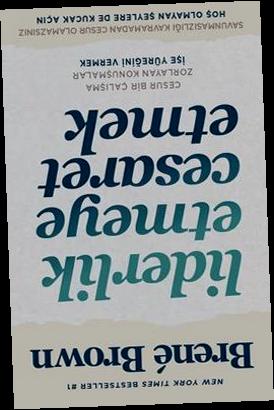 NEW YORK TIMES BESTSELLER #1
Brené Brown
liderlik
etmeye
cesaret
etmek
CESUR BİR ÇALIŞMA
ZORLAYAN KONUŞMALAR
İŞE YÜREĞİNİ VERMEK
SAVUNMASIZLIĞI KAVRAMADAN CESUR OLAMAZSINIZ
HOŞ OLMAYAN ŞEYLERE DE KUCAK AÇIN